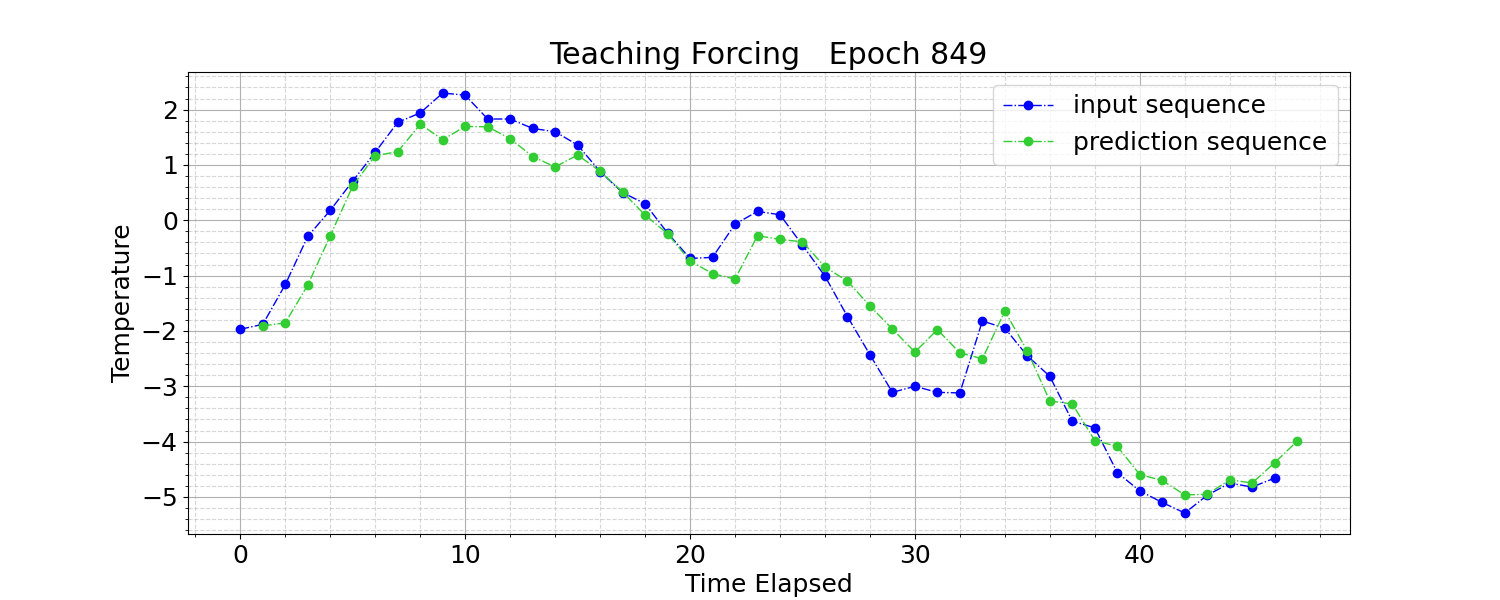 Teaching Forcing   Epoch 849
input sequence
prediction sequence
Temperature
2
1
0
−1
−2
−3
−4
−5
0 10 20 30 40
Time Elapsed